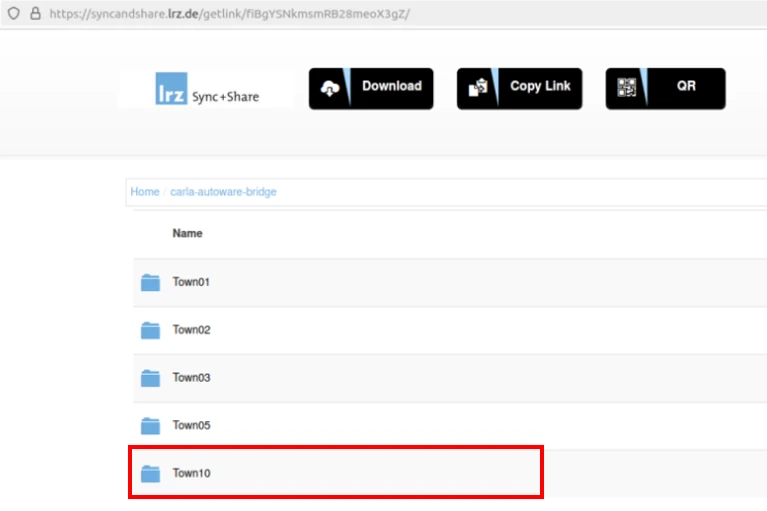 https://syncandshare.lrz.de/getlink/fiBgYSNkmsmRB28meoX3gZ/
lrz Sync+Share
Download
Copy Link
QR
Home / carla-autoware-bridge
Name
Town01
Town02
Town03
Town05
Town10